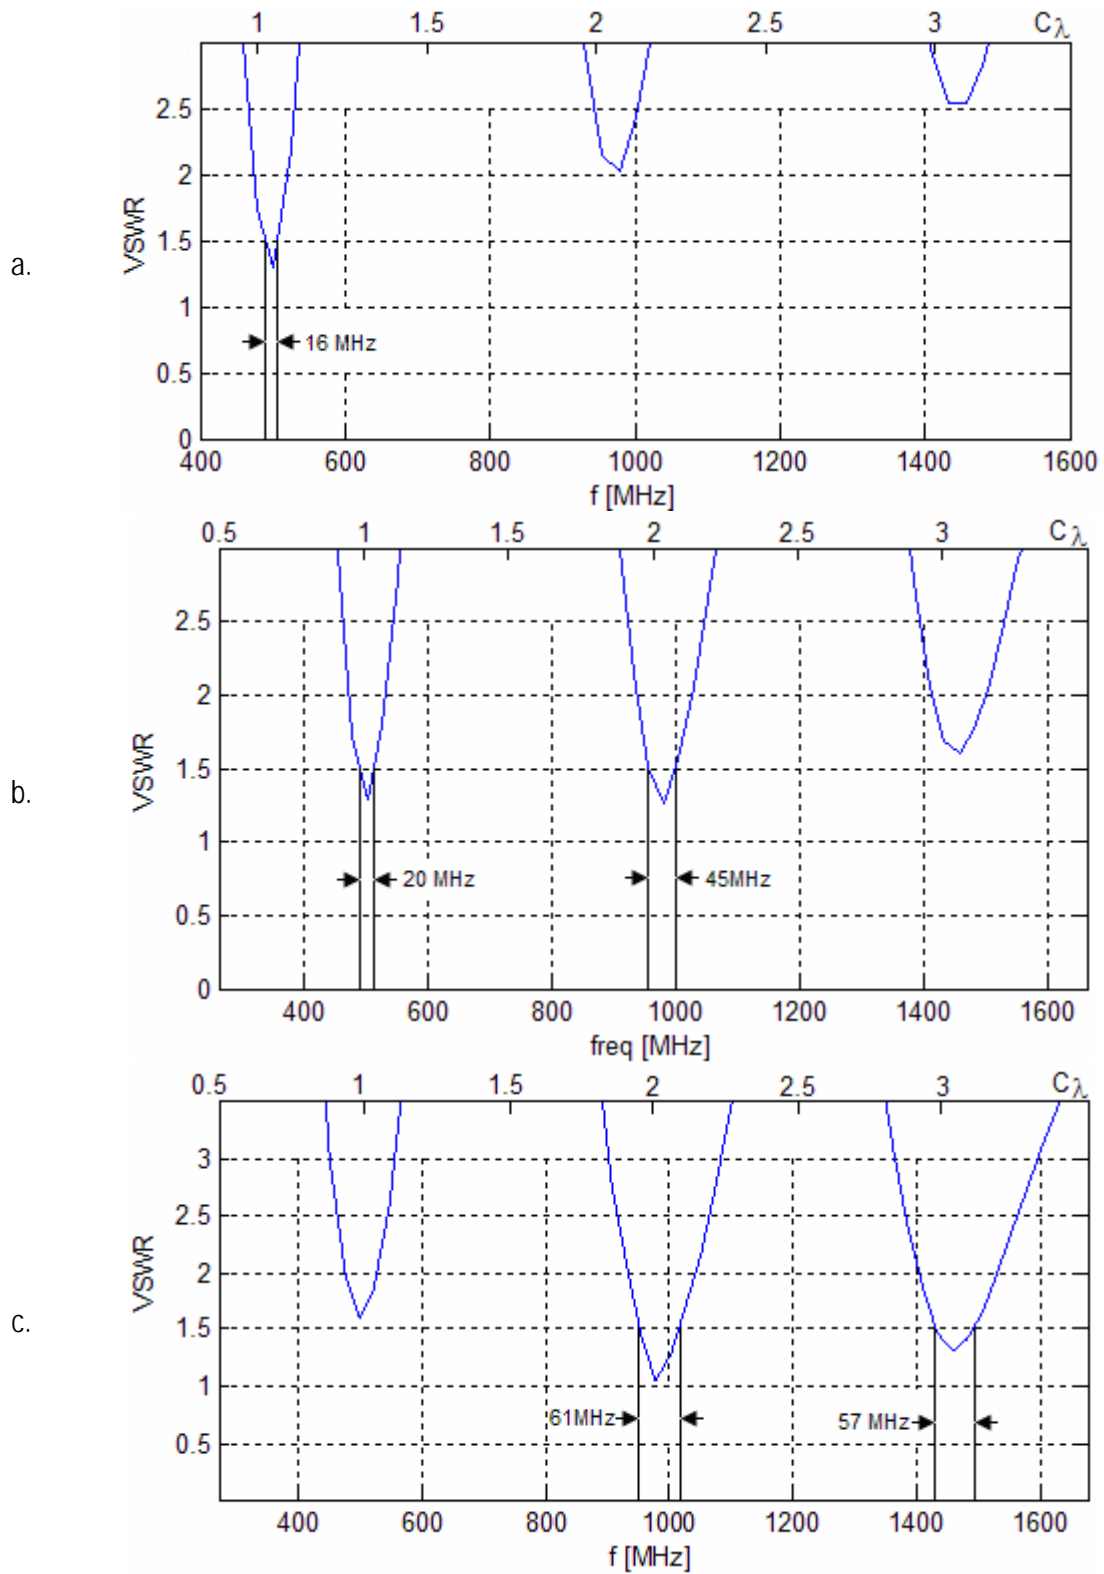 a.
1 1.5 2 2.5 3 Cλ
2.5
2
1.5
1
0.5
0
VSWR
16 MHz
400 600 800 1000 1200 1400 1600
f [MHz]
b.
0.5 1 1.5 2 2.5 3 Cλ
2.5
2
1.5
1
0.5
0
VSWR
20 MHz 45MHz
400 600 800 1000 1200 1400 1600
freq [MHz]
c.
0.5 1 1.5 2 2.5 3 Cλ
3
2.5
2
1.5
1
0.5
VSWR
61MHz 57 MHz
400 600 800 1000 1200 1400 1600
f [MHz]